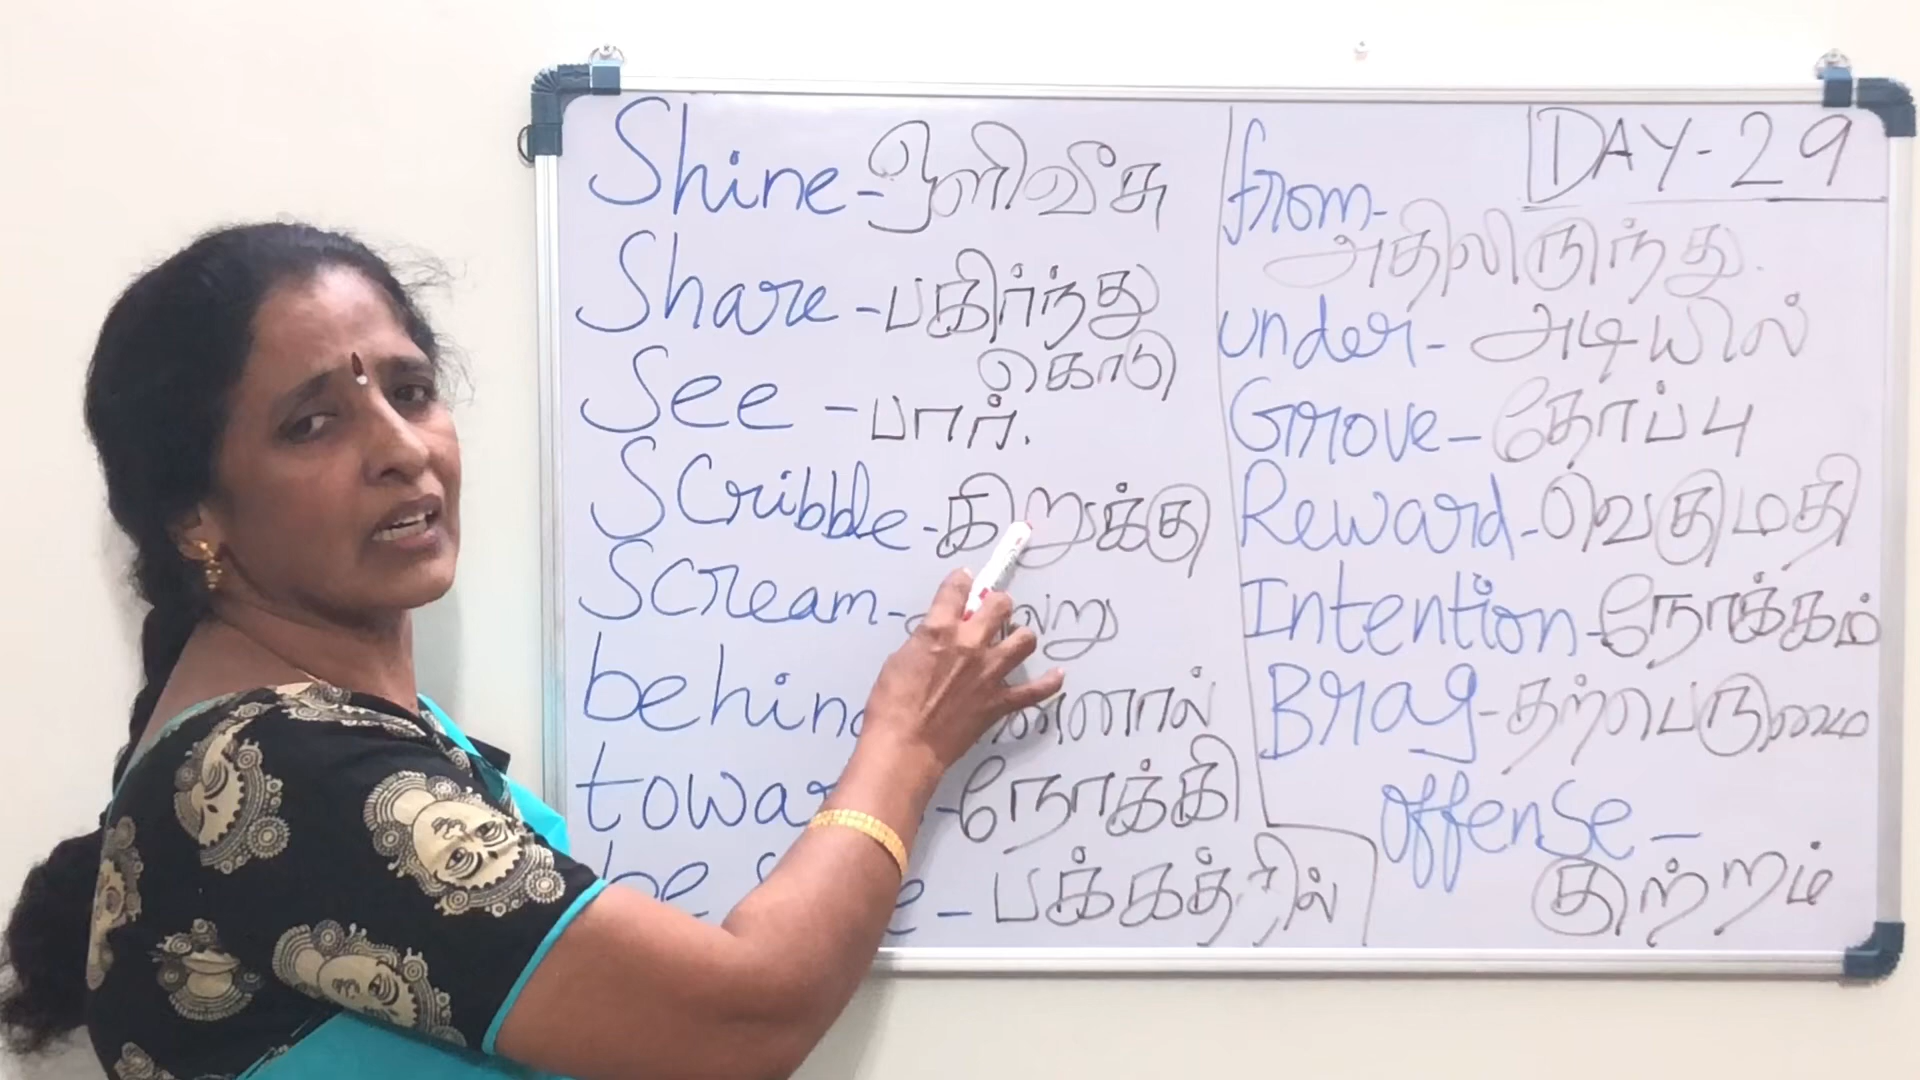 Shine-ஒளிவீசு
Share-பகிர்ந்து
கொடு
See-பார்.
Scribble-கிறுக்கு
Scream-
towar -நோக்கி
-பக்கத்தில்
DAY-29
from-
அதிலிருந்து.
under-அடியில்
Grove-தோப்பு
Reward-வெகுமதி
Intention-நோக்கம்
Brag-தற்பெருமை
offense-
குற்றம்